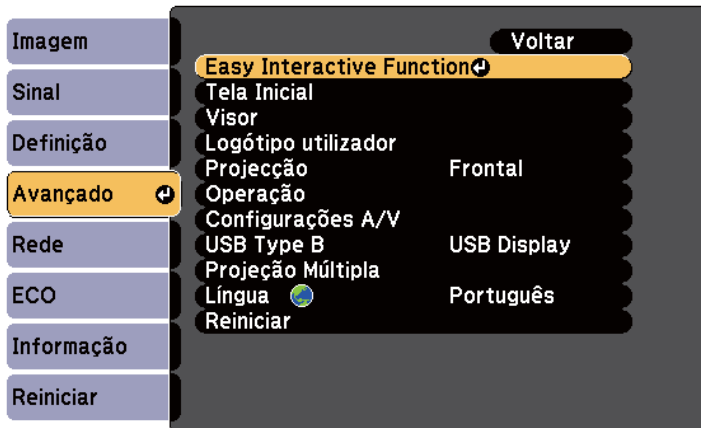 Imagem
Sinal
Definição
Avançado
Rede
ECO
Informação
Reiniciar
Voltar
Easy Interactive Function
Tela Inicial
Visor
Logótipo utilizador
Projecção Frontal
Operação
Configurações A/V
USB Type B USB Display
Projeção Múltipla
Língua Português
Reiniciar